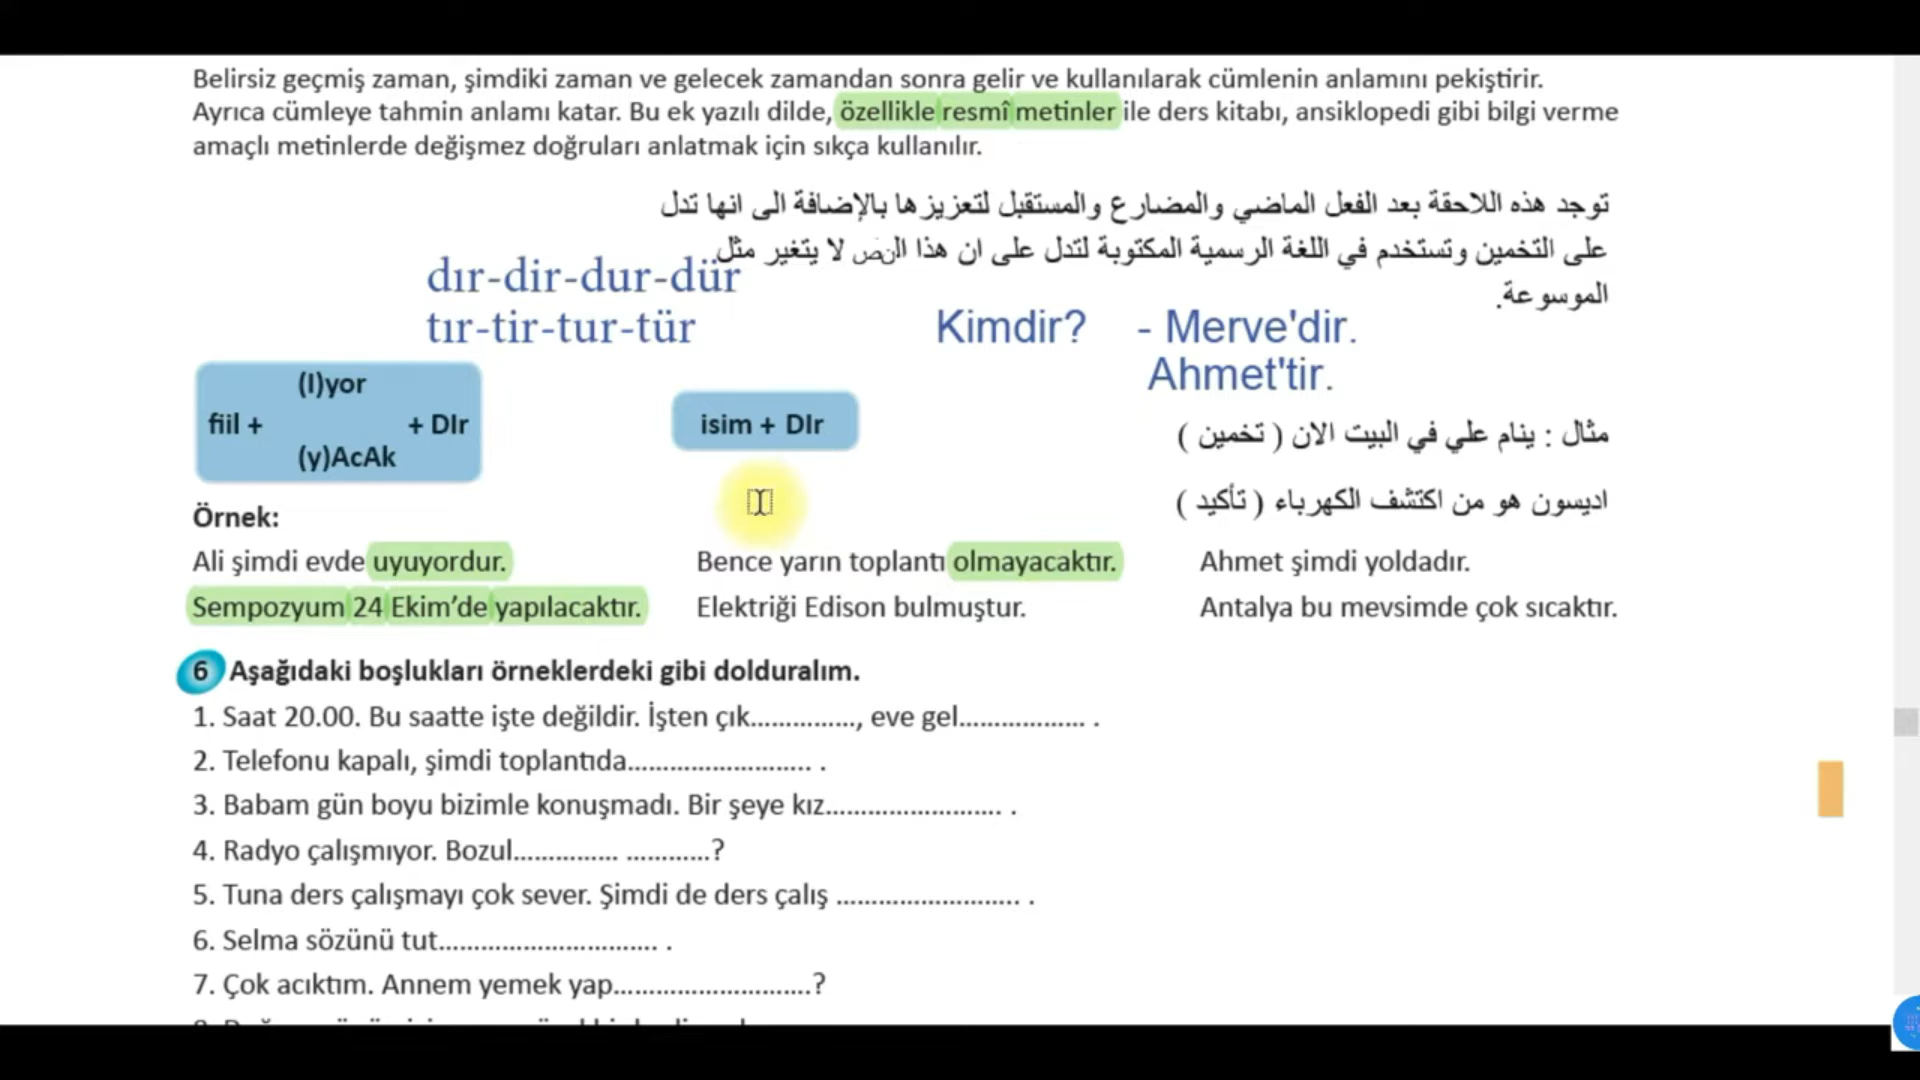 Belirsiz geçmiş zaman, şimdiki zaman ve gelecek zamandan sonra gelir ve kullanılarak cümlenin anlamını pekiştirir.
Ayrıca cümleye tahmin anlamı katar. Bu ek yazılı dilde, özellikle resmî metinler ile ders kitabı, ansiklopedi gibi bilgi verme
amaçlı metinlerde değişmez doğruları anlatmak için sıkça kullanılır.
توجد هذه اللاحقة بعد الفعل الماضي والمضارع والمستقبل لتعزيزها بالإضافة الى انها تدل
على التخمين وتستخدم في اللغة الرسمية المكتوبة لتدل على ان هذا النص لا يتغير مثل
الموسوعة.
dır-dir-dur-dür
tır-tir-tur-tür
Kimdir? - Merve'dir.
Ahmet'tir.
(I)yor
fiil + + DIr
(y)AcAk
isim + DIr
مثال : ينام علي في البيت الان ( تخمين )
اديسون هو من اكتشف الكهرباء ( تأكيد )
Örnek:
Ali şimdi evde uyuyordur. Bence yarın toplantı olmayacaktır. Ahmet şimdi yoldadır.
Sempozyum 24 Ekim’de yapılacaktır. Elektriği Edison bulmuştur. Antalya bu mevsimde çok sıcaktır.
6 Aşağıdaki boşlukları örneklerdeki gibi dolduralım.
1. Saat 20.00. Bu saatte işte değildir. İşten çık..............., eve gel.................. .
2. Telefonu kapalı, şimdi toplantıda.......................... .
3. Babam gün boyu bizimle konuşmadı. Bir şeye kız......................... .
4. Radyo çalışmıyor. Bozul............... ............?
5. Tuna ders çalışmayı çok sever. Şimdi de ders çalış .......................... .
6. Selma sözünü tut............................... .
7. Çok acıktım. Annem yemek yap............................?